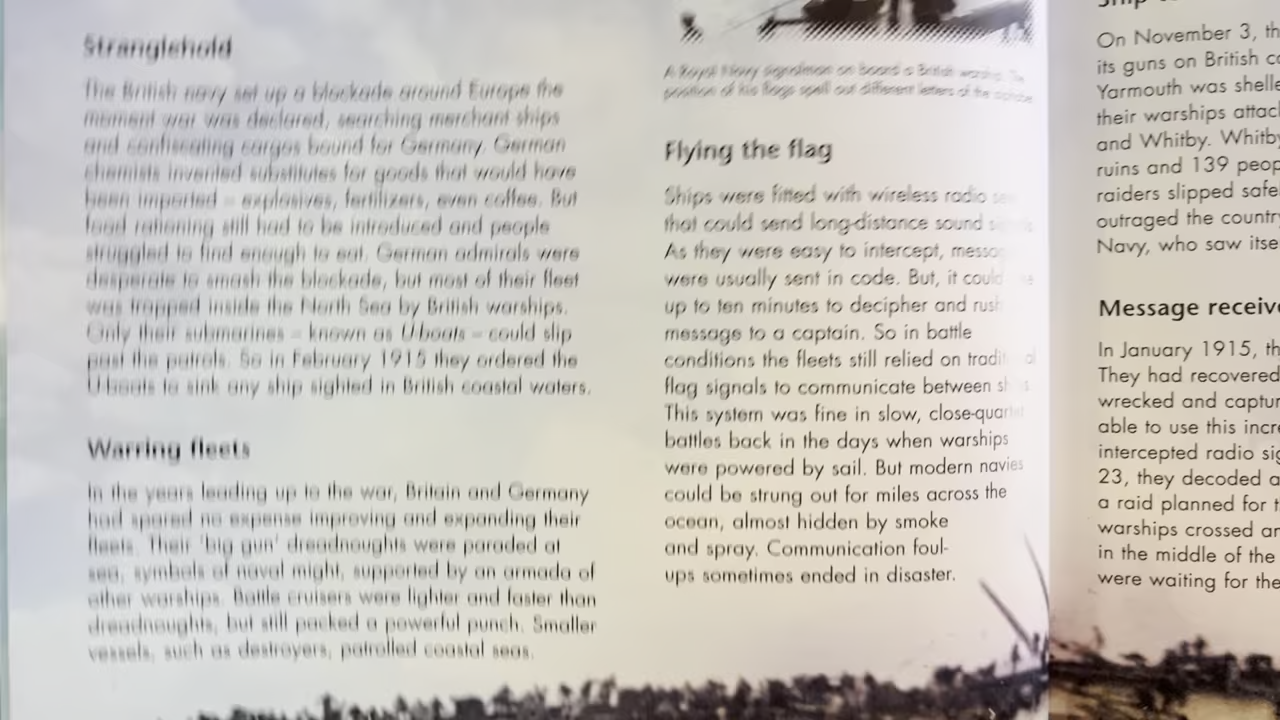 Stranglehold
The British navy set up a blockade around Europe the
moment war was declared, searching merchant ships
and confiscating cargos bound for Germany. German
chemists invented substitutes for goods that would have
been imported – explosives, fertilizers, even coffee. But
food rationing still had to be introduced and people
struggled to find enough to eat. German admirals were
desperate to smash the blockade, but most of their fleet
was trapped inside the North Sea by British warships.
Only their submarines – known as U-boats – could slip
past the patrols. So in February 1915 they ordered the
U-boats to sink any ship sighted in British coastal waters.
Warring fleets
In the years leading up to the war, Britain and Germany
had spared no expense improving and expanding their
fleets. Their 'big gun' dreadnoughts were paraded at
sea, symbols of naval might, supported by an armada of
other warships. Battle cruisers were lighter and faster than
dreadnoughts, but still packed a powerful punch. Smaller
vessels, such as destroyers, patrolled coastal seas.
A Royal Navy signalman on board a British warship. The
position of his flags spell out different letters of the alphabet.
Flying the flag
Ships were fitted with wireless radio
that could send long-distance sound
As they were easy to intercept,
were usually sent in code. But, it could
up to ten minutes to decipher and rush
message to a captain. So in battle
conditions the fleets still relied on
flag signals to communicate between
This system was fine in slow,
battles back in the days when warships
were powered by sail. But modern navies
could be strung out for miles across the
ocean, almost hidden by smoke
and spray. Communication foul-
ups sometimes ended in disaster.
On November 3,
its guns on British
Yarmouth was
their warships
and Whitby.
ruins and 139
raiders slipped
outraged the
Navy, who saw
Message
In January 1915,
They had recovered
wrecked and
able to use this
intercepted radio
23, they decoded a
a raid planned for
warships crossed
in the middle of the
were waiting for the